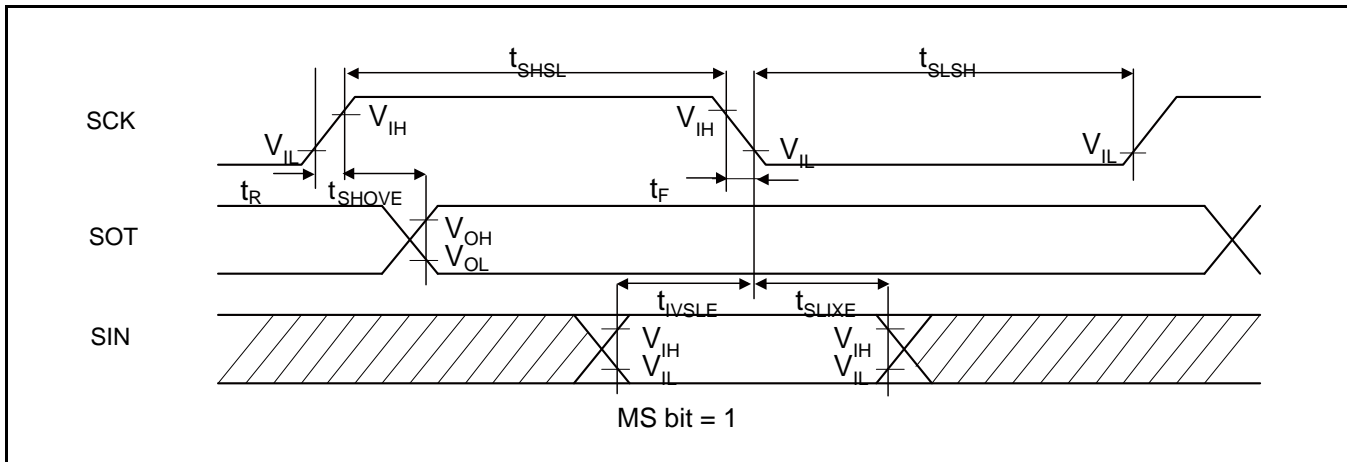 tSHSL
tSLSH
SCK
VIH
VIH
VIL
VIL
VIL
tR
tSHOVE
tF
SOT
VOH
VOL
tIVSLE
tSLIXE
SIN
VIH
VIH
VIL
VIL
MS bit = 1